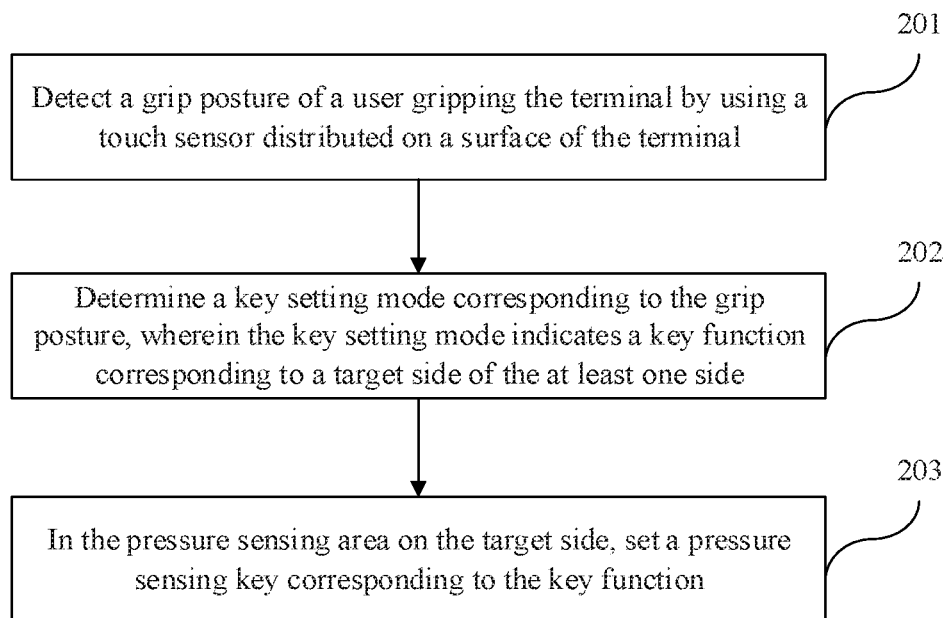 201
Detect a grip posture of a user gripping the terminal by using a
touch sensor distributed on a surface of the terminal
202
Determine a key setting mode corresponding to the grip
posture, wherein the key setting mode indicates a key function
corresponding to a target side of the at least one side
203
In the pressure sensing area on the target side, set a pressure
sensing key corresponding to the key function